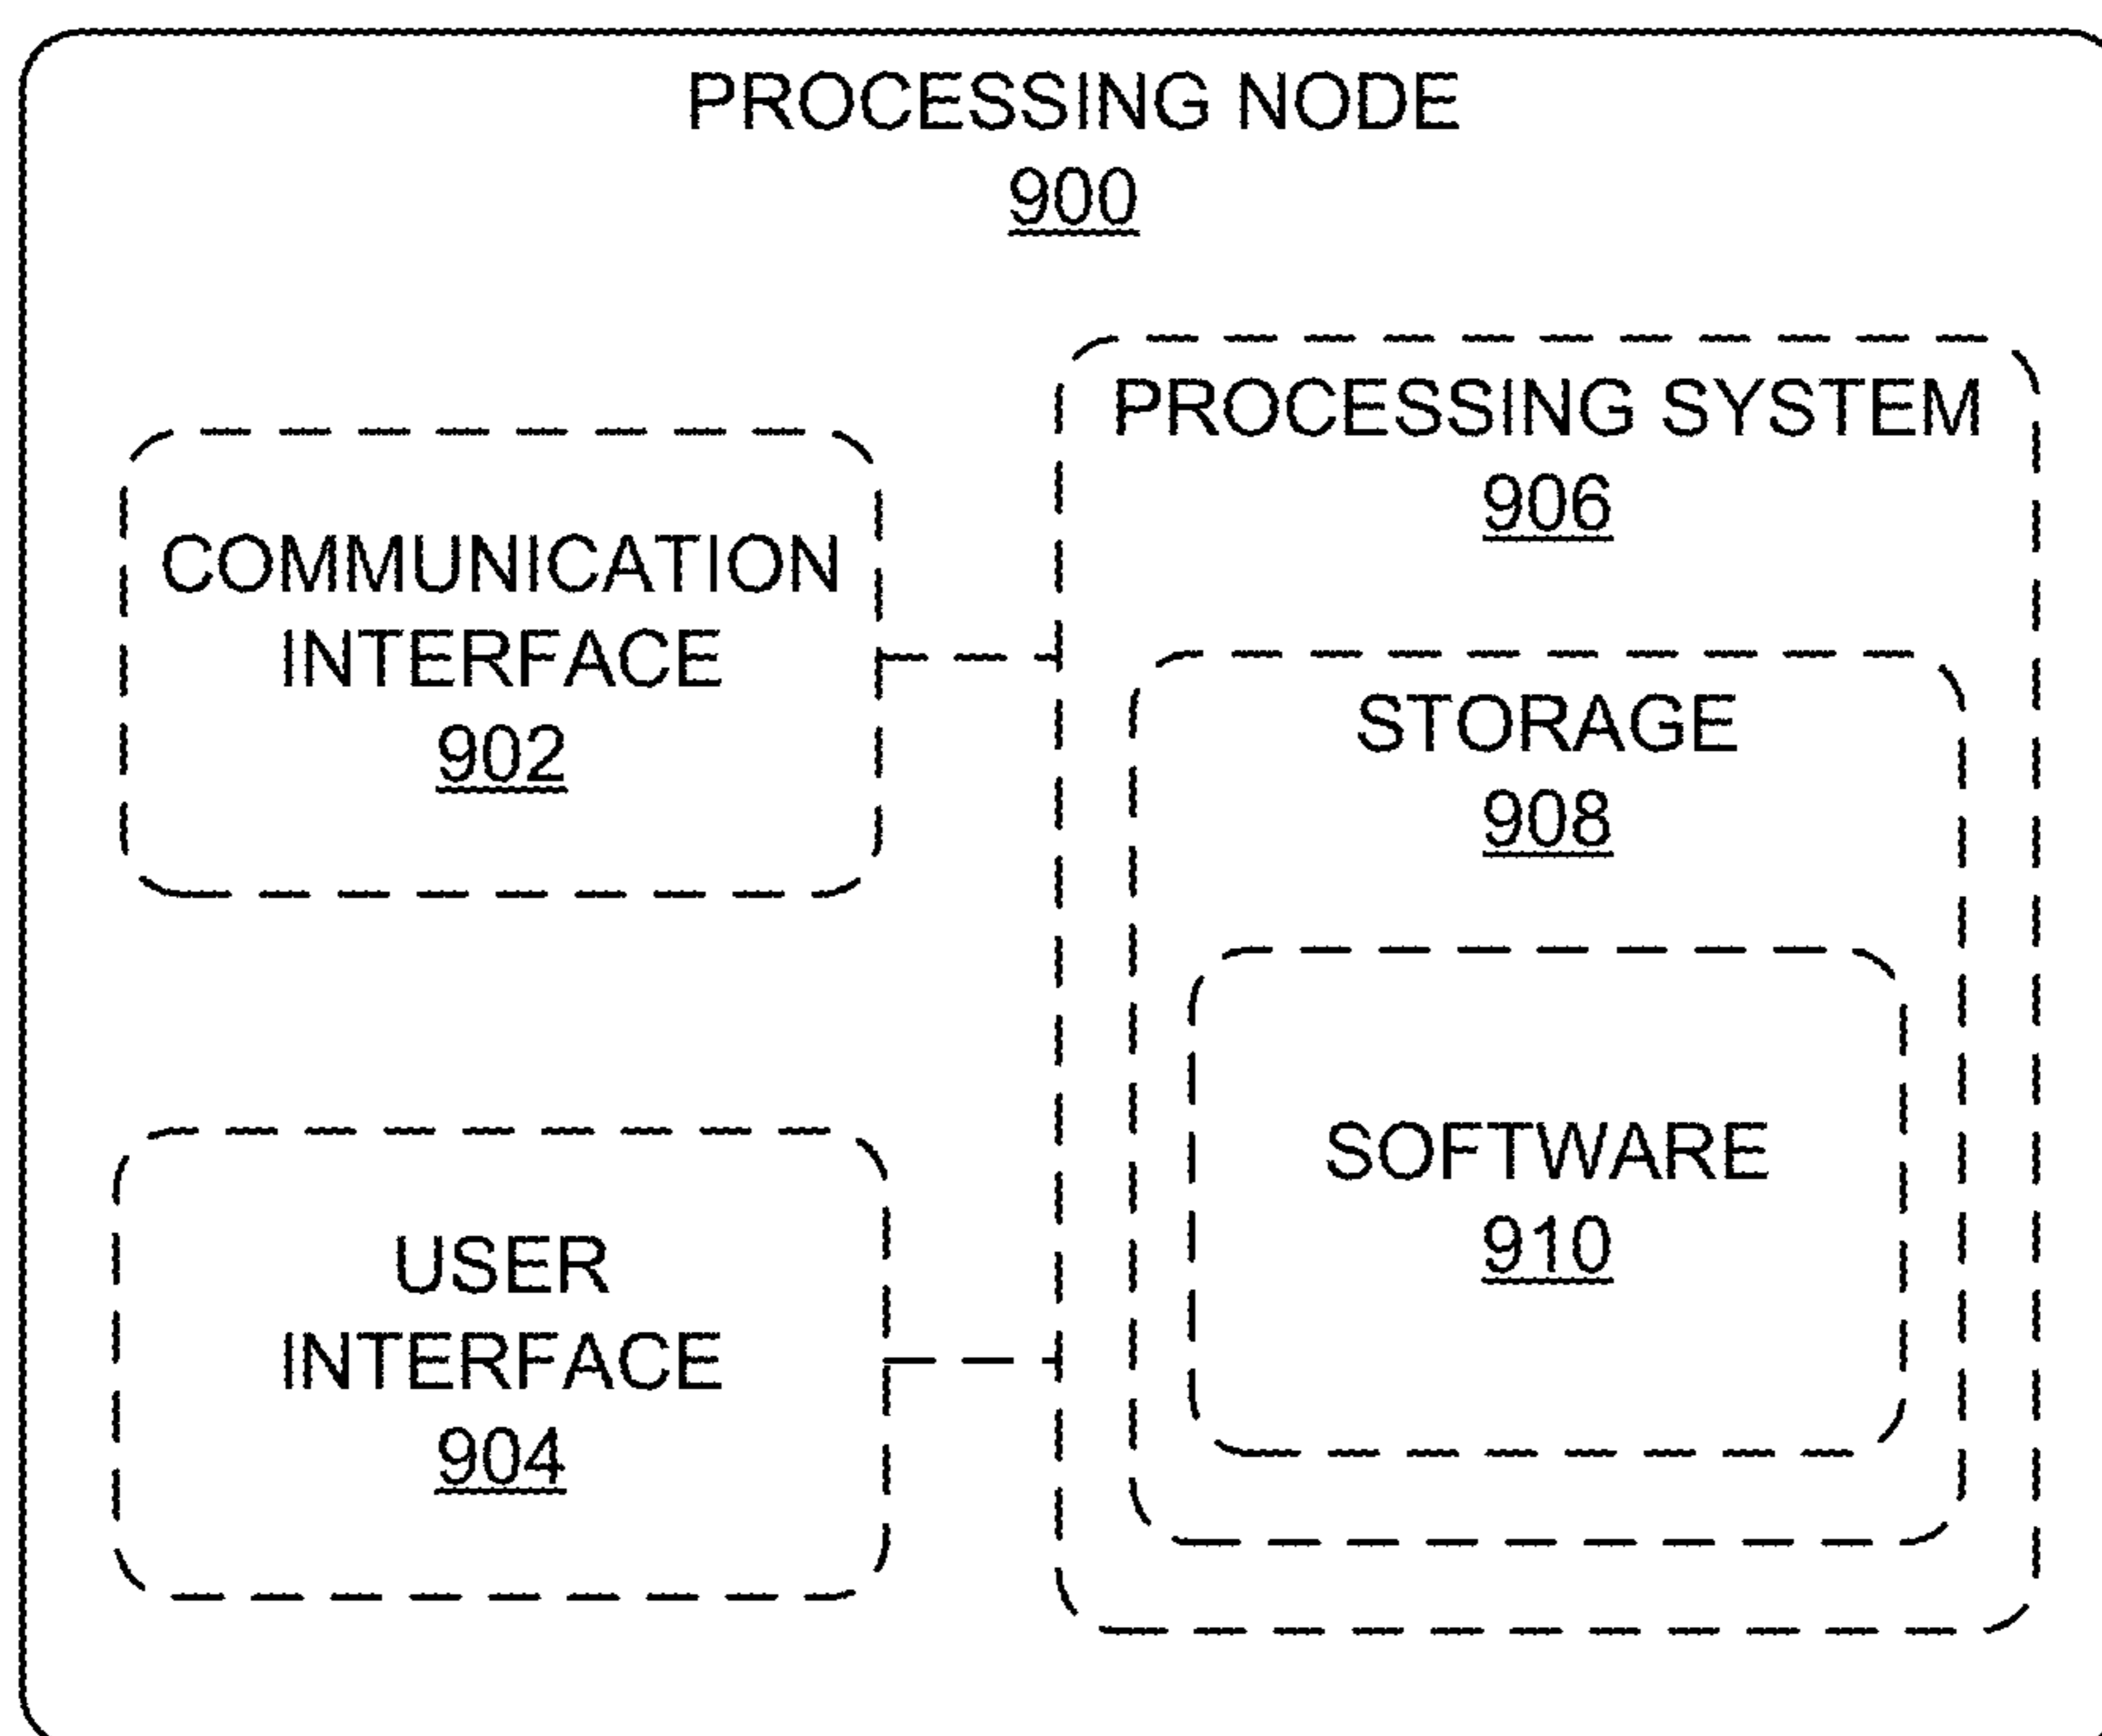 PROCESSING NODE
900
COMMUNICATION
INTERFACE
902
USER
INTERFACE
904
PROCESSING SYSTEM
906
STORAGE
908
SOFTWARE
910